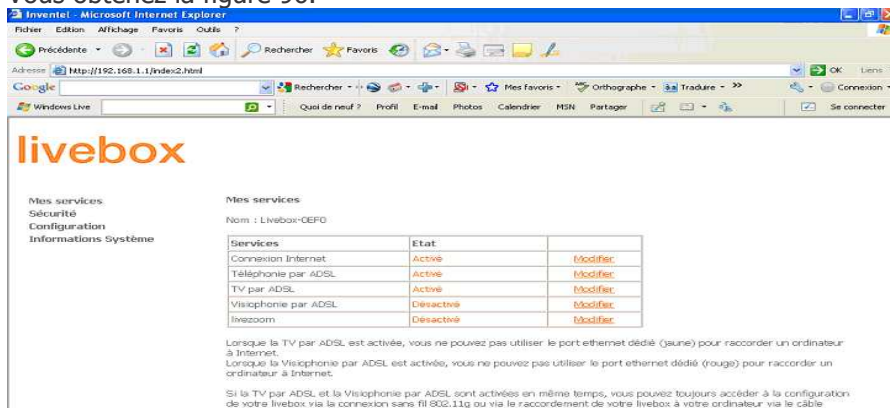 Vous obtenez la figure 90.
Inventel - Microsoft Internet Explorer
Fichier Edition Affichage Favoris Outils ?
Précédente Rechercher Favoris
Adresse http://192.168.1.1/index2.html OK Liens
Google Rechercher Mes favoris Orthographe Traduire Connexion
Windows Live Quoi de neuf ? Profil E-mail Photos Calendrier MSN Partager Se connecter
livebox
Mes services
Sécurité
Configuration
Informations Système
Mes services
Nom : Livebox-0EF0
Services Etat
Connexion Internet Activé Modifier
Téléphonie par ADSL Activé Modifier
TV par ADSL Activé Modifier
Visiophonie par ADSL Désactivé Modifier
livezoom Désactivé Modifier
Lorsque la TV par ADSL est activée, vous ne pouvez pas utiliser le port ethernet dédié (jaune) pour raccorder un ordinateur
à Internet.
Lorsque la Visiophonie par ADSL est activée, vous ne pouvez pas utiliser le port ethernet dédié (rouge) pour raccorder un
ordinateur à Internet.
Si la TV par ADSL et la Visiophonie par ADSL sont activées en même temps, vous pouvez toujours accéder à la configuration
de votre livebox via la connexion sans fil 802.11g ou via le raccordement de votre livebox à votre ordinateur via le câble